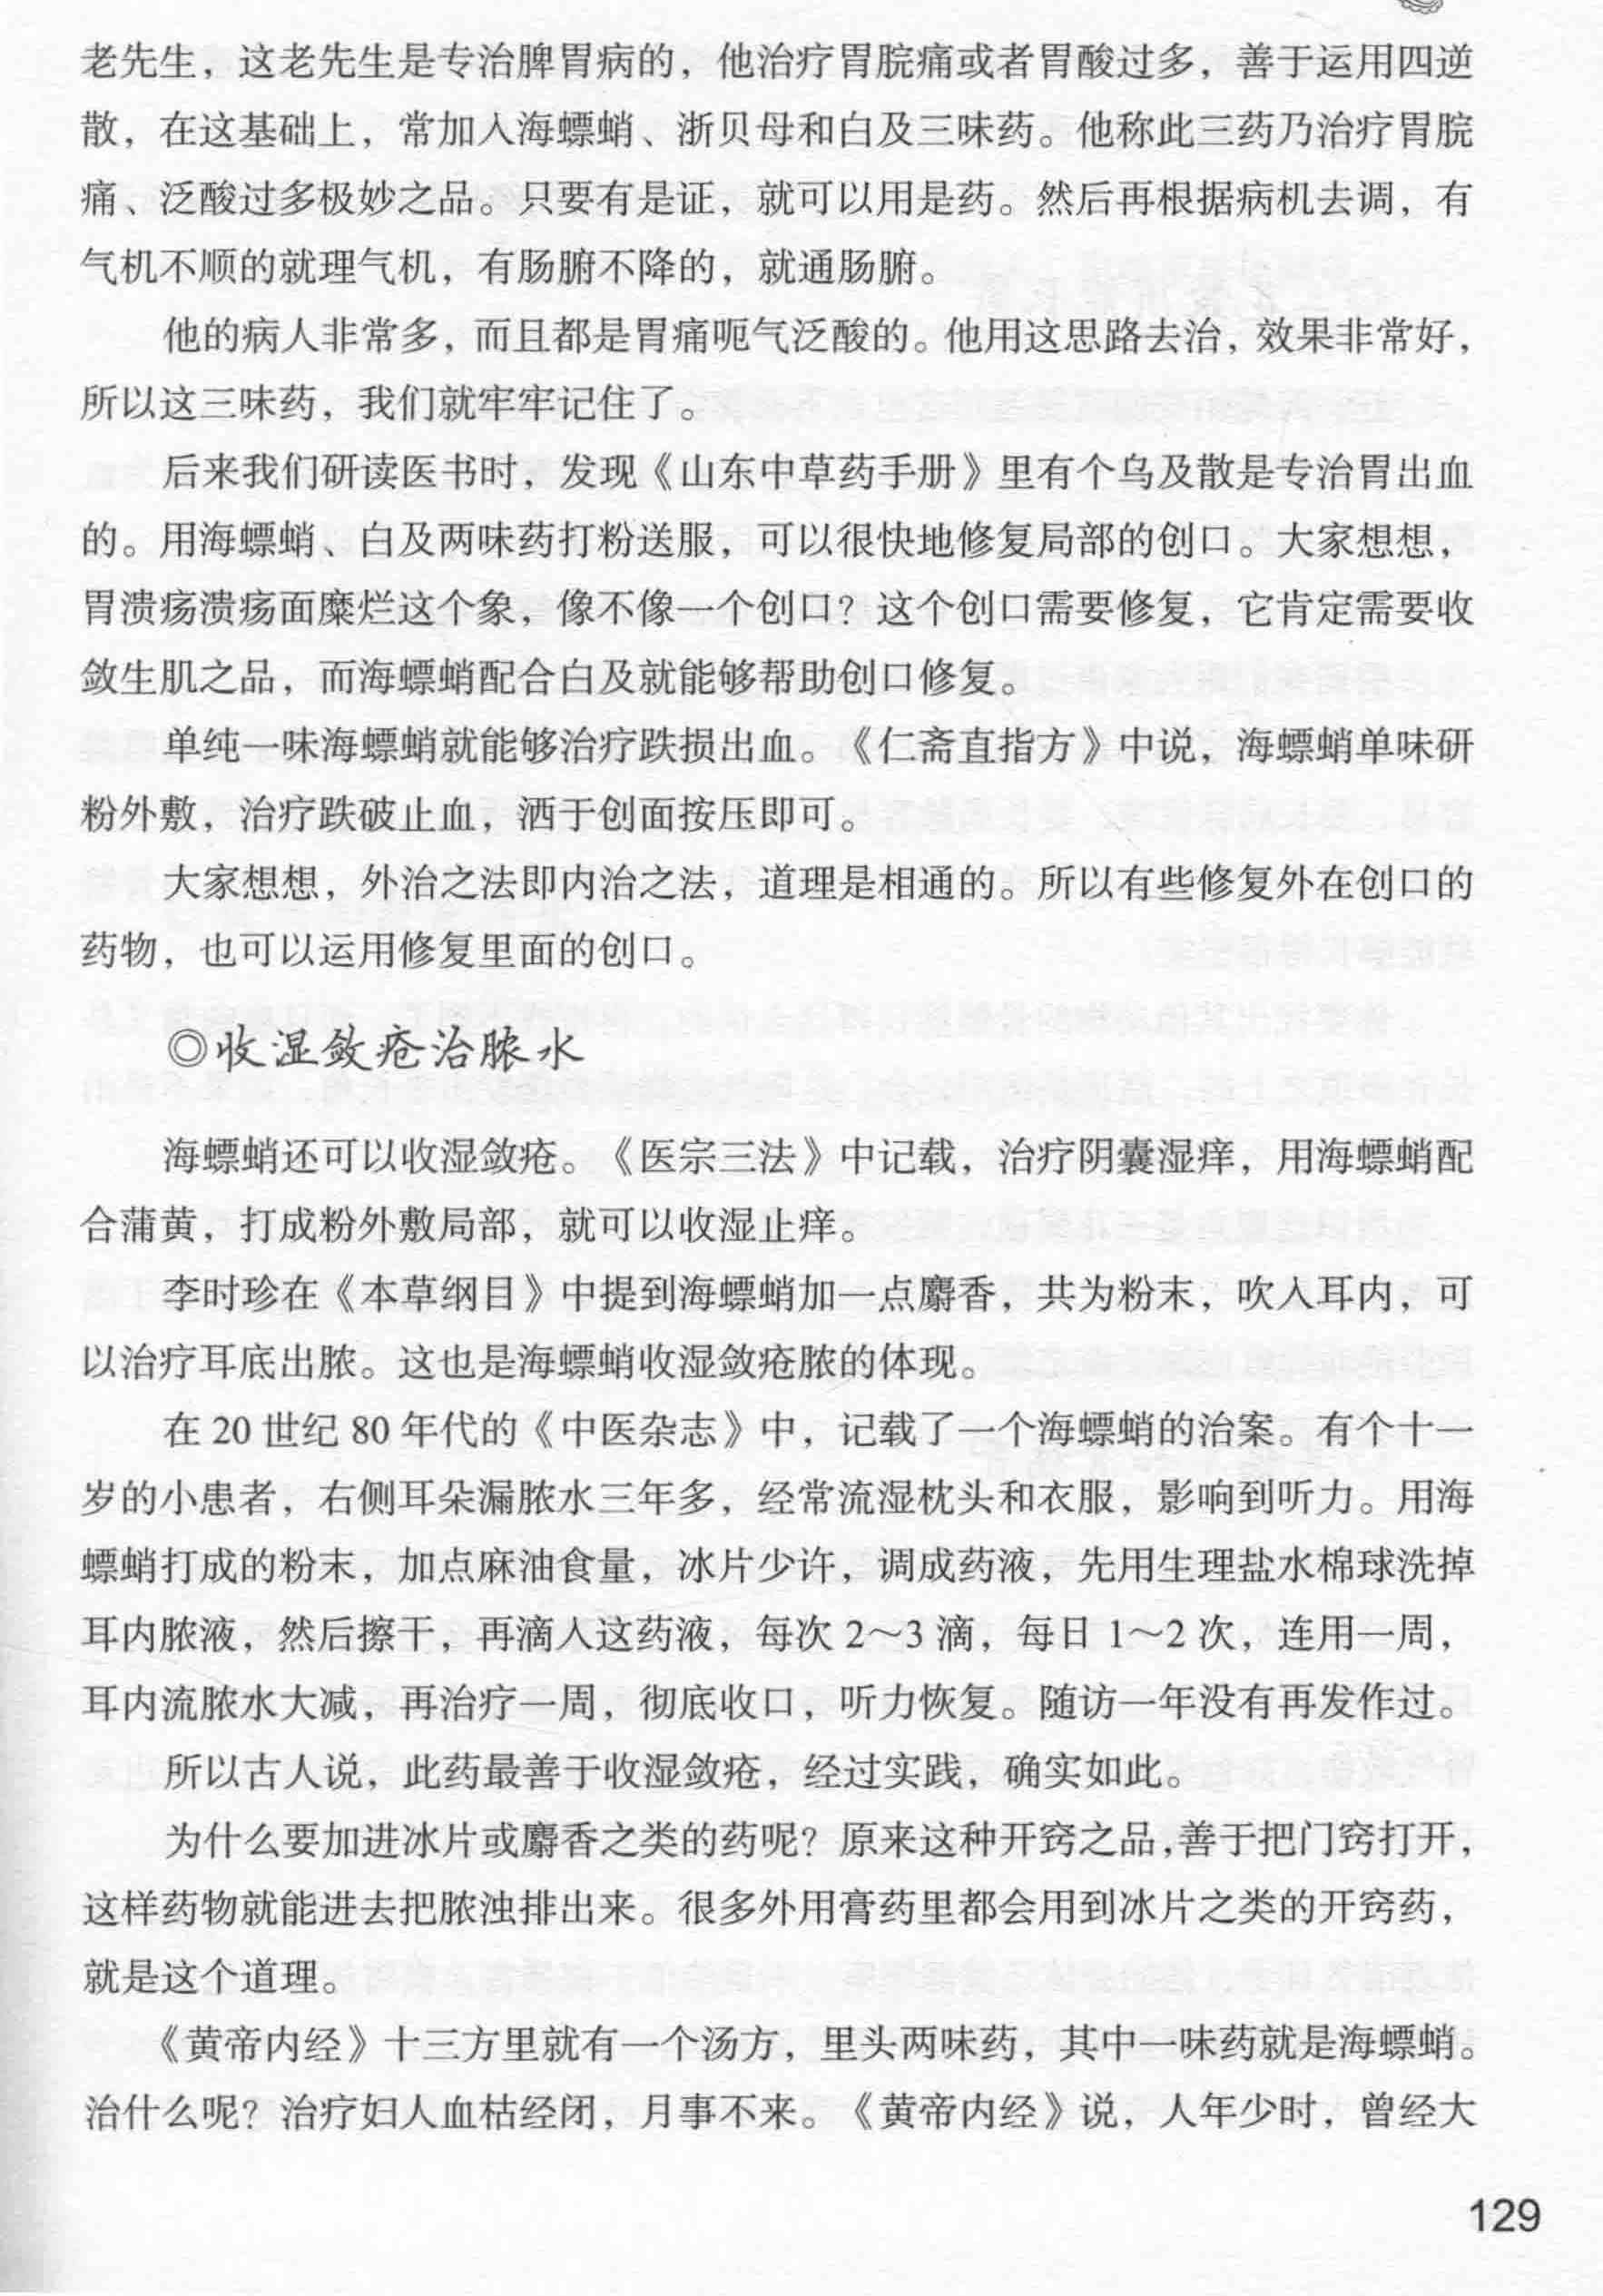 老先生，这老先生是专治脾胃病的，他治疗胃脘痛或者胃酸过多，善于运用四逆
散，在这基础上，常加入海螵蛸、浙贝母和白及三味药。他称此三药乃治疗胃脘
痛、泛酸过多极妙之品。只要有是证，就可以用是药。然后再根据病机去调，有
气机不顺的就理气机，有肠腑不降的，就通肠腑。
他的病人非常多，而且都是胃痛呃气泛酸的。他用这思路去治，效果非常好，
所以这三味药，我们就牢牢记住了。
后来我们研读医书时，发现《山东中草药手册》里有个乌及散是专治胃出血
的。用海螵蛸、白及两味药打粉送服，可以很快地修复局部的创口。大家想想，
胃溃疡溃疡面糜烂这个象，像不像一个创口？这个创口需要修复，它肯定需要收
敛生肌之品，而海螵蛸配合白及就能够帮助创口修复。
单纯一味海螵蛸就能够治疗跌损出血。《仁斋直指方》中说，海螵蛸单味研
粉外敷，治疗跌破止血，洒于创面按压即可。
大家想想，外治之法即内治之法，道理是相通的。所以有些修复外在创口的
药物，也可以运用修复里面的创口。
◎收湿敛疮治脓水
海螵蛸还可以收湿敛疮。《医宗三法》中记载，治疗阴囊湿痒，用海螵蛸配
合蒲黄，打成粉外敷局部，就可以收湿止痒。
李时珍在《本草纲目》中提到海螵蛸加一点麝香，共为粉末，吹入耳内，可
以治疗耳底出脓。这也是海螵蛸收湿敛疮脓的体现。
在 20 世纪 80 年代的《中医杂志》中，记载了一个海螵蛸的治案。有个十一
岁的小患者，右侧耳朵漏脓水三年多，经常流湿枕头和衣服，影响到听力。用海
螵蛸打成的粉末，加点麻油食量，冰片少许，调成药液，先用生理盐水棉球洗掉
耳内脓液，然后擦干，再滴入这药液，每次 2～3 滴，每日 1～2 次，连用一周，
耳内流脓水大减，再治疗一周，彻底收口，听力恢复。随访一年没有再发作过。
所以古人说，此药最善于收湿敛疮，经过实践，确实如此。
为什么要加进冰片或麝香之类的药呢？原来这种开窍之品，善于把门窍打开，
这样药物就能进去把脓浊排出来。很多外用膏药里都会用到冰片之类的开窍药，
就是这个道理。
《黄帝内经》十三方里就有一个汤方，里头两味药，其中一味药就是海螵蛸。
治什么呢？治疗妇人血枯经闭，月事不来。《黄帝内经》说，人年少时，曾经大
129